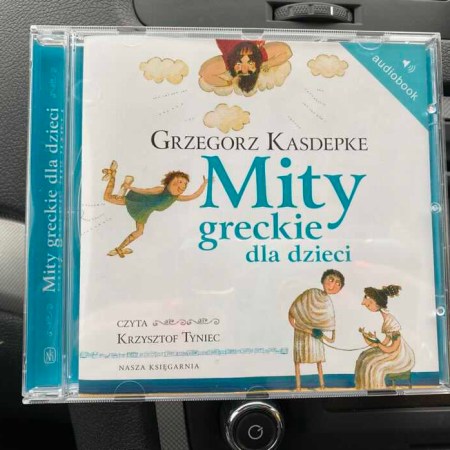 audiobook
GRZEGORZ KASDEPKE
Mity
greckie
dla dzieci
CZYTA
KRZYSZTOF TYNIEC
NASZA KSIĘGARNIA
Mity greckie dla dzieci